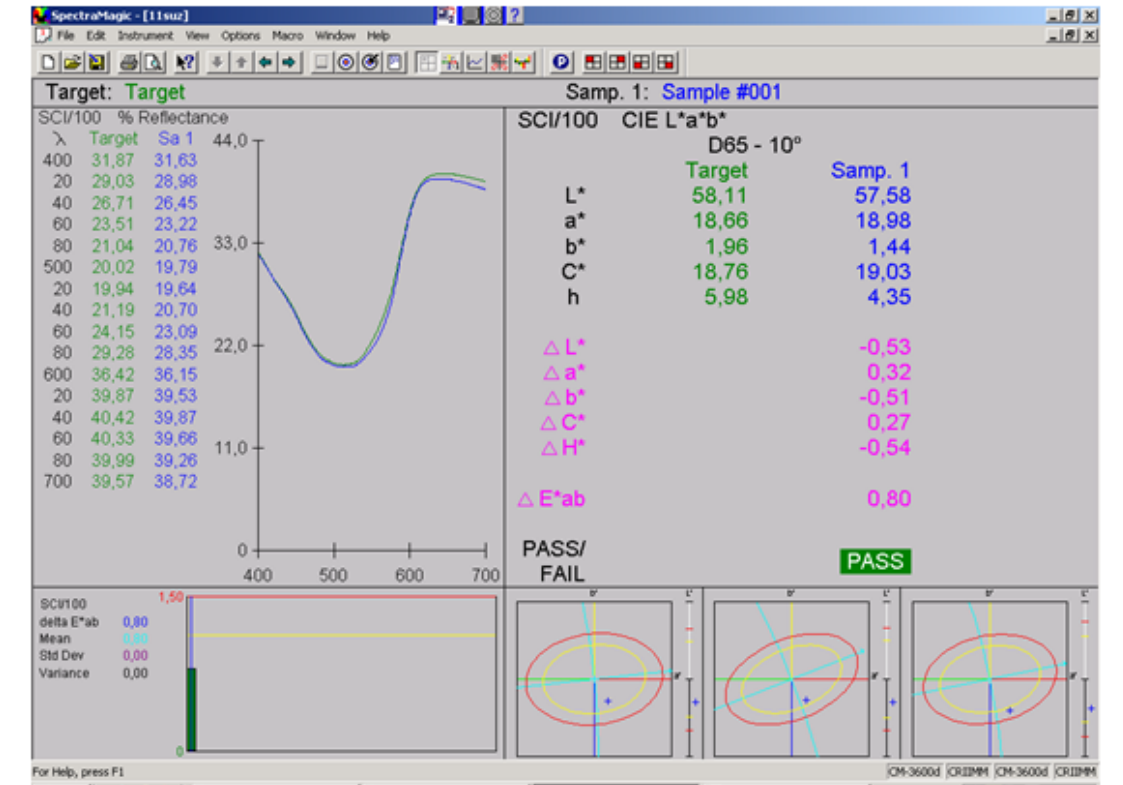 SpectraMagic - [11suz]
File Edit Instrument View Options Macro Window Help
Target: Target
Samp. 1: Sample #001
SCI/100 % Reflectance
λ Target Sa 1
400 31,87 31,63
20 29,03 28,98
40 26,71 26,45
60 23,51 23,22
80 21,04 20,76
500 20,02 19,79
20 19,94 19,64
40 21,19 20,70
60 24,15 23,09
80 29,28 28,35
600 36,42 36,15
20 39,87 39,53
40 40,42 39,87
60 40,33 39,66
80 39,99 39,26
700 39,57 38,72
44,0
33,0
22,0
11,0
0
400 500 600 700
SCI/100 CIE L*a*b*
D65 - 10°
Target Samp. 1
L* 58,11 57,58
a* 18,66 18,98
b* 1,96 1,44
C* 18,76 19,03
h 5,98 4,35
△ L* -0,53
△ a* 0,32
△ b* -0,51
△ C* 0,27
△ H* -0,54
△ E*ab 0,80
PASS/
FAIL
PASS
SCI/100
delta E*ab 0,80
Mean 0,80
Std Dev 0,00
Variance 0,00
1,50
0
b* L* b* L* b* L*
a* a* a*
For Help, press F1
CM-3600d CRIIMM CM-3600d CRIIMM